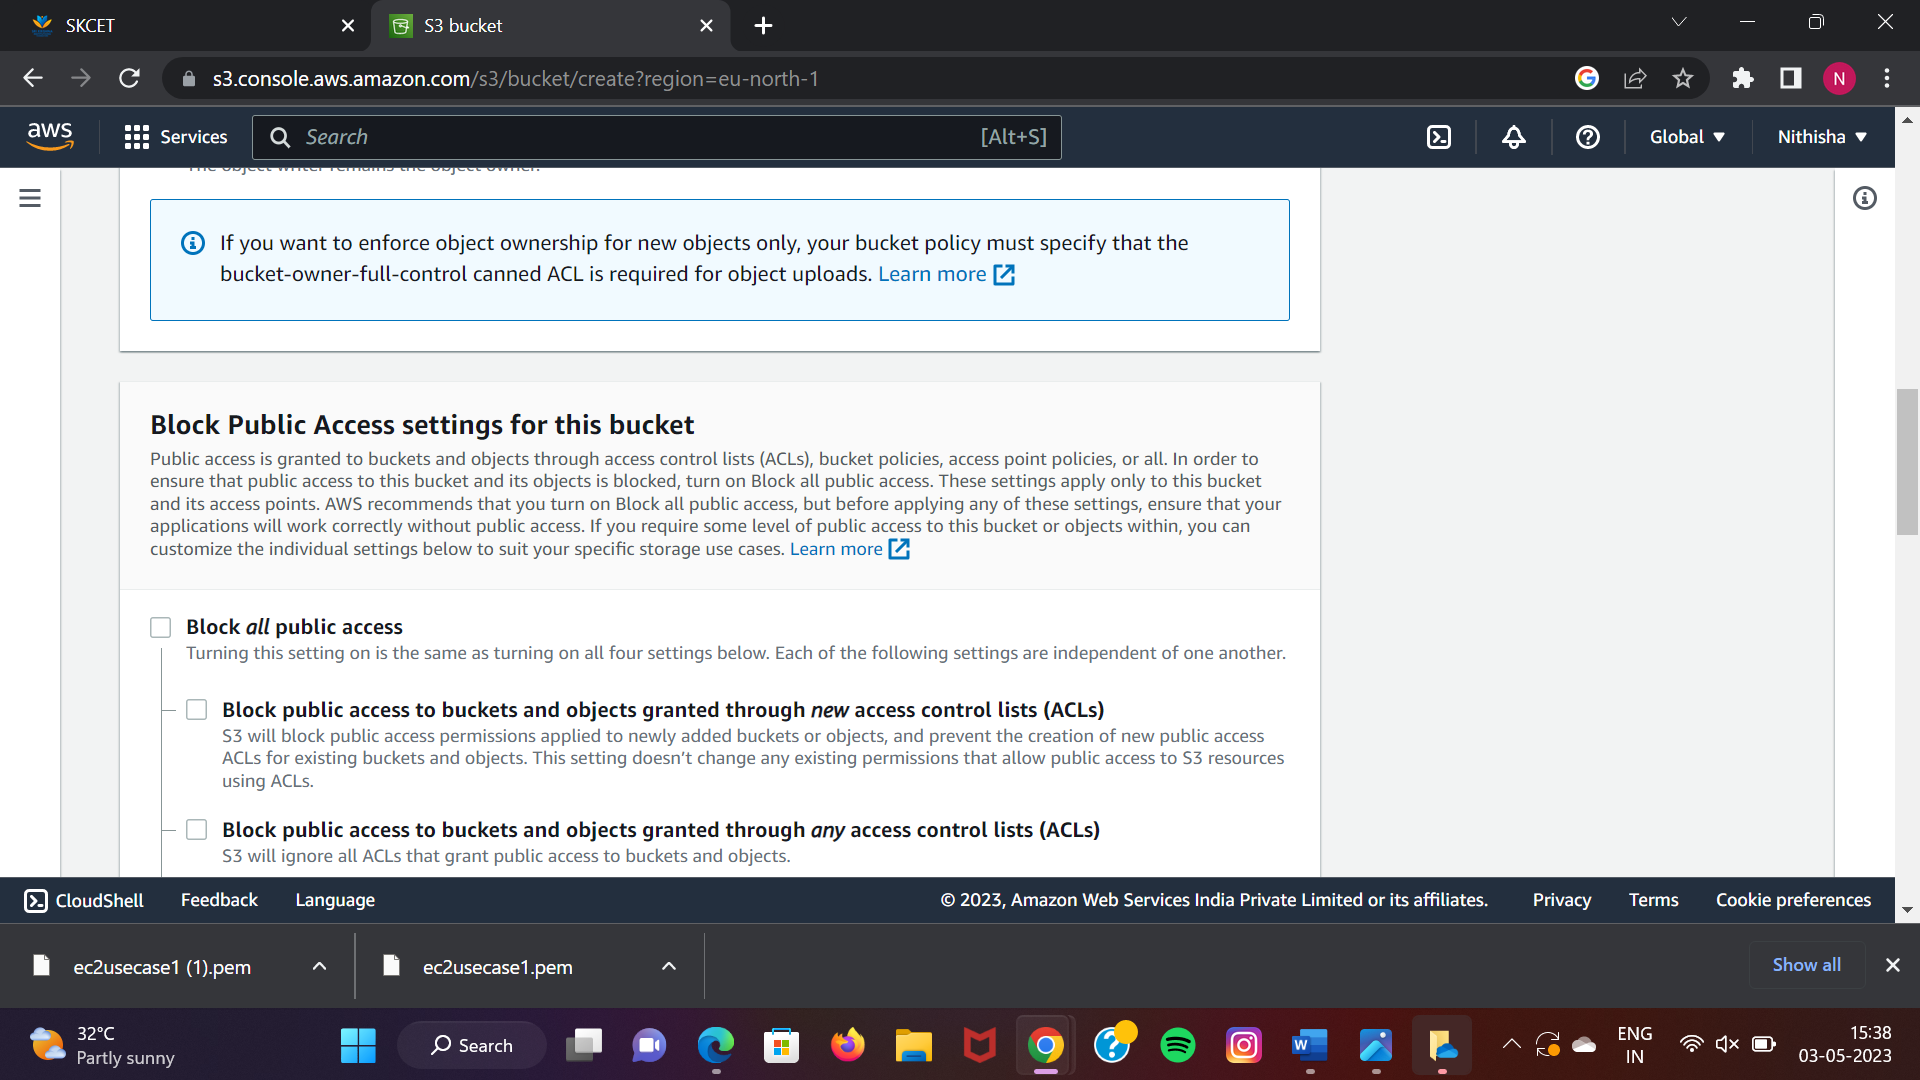 SKCET
S3 bucket
s3.console.aws.amazon.com/s3/bucket/create?region=eu-north-1
N
aws
Services
Search
[Alt+S]
Global
Nithisha
The object writer remains the object owner.
If you want to enforce object ownership for new objects only, your bucket policy must specify that the
bucket-owner-full-control canned ACL is required for object uploads. Learn more
Block Public Access settings for this bucket
Public access is granted to buckets and objects through access control lists (ACLs), bucket policies, access point policies, or all. In order to
ensure that public access to this bucket and its objects is blocked, turn on Block all public access. These settings apply only to this bucket
and its access points. AWS recommends that you turn on Block all public access, but before applying any of these settings, ensure that your
applications will work correctly without public access. If you require some level of public access to this bucket or objects within, you can
customize the individual settings below to suit your specific storage use cases. Learn more
Block all public access
Turning this setting on is the same as turning on all four settings below. Each of the following settings are independent of one another.
Block public access to buckets and objects granted through new access control lists (ACLs)
S3 will block public access permissions applied to newly added buckets or objects, and prevent the creation of new public access
ACLs for existing buckets and objects. This setting doesn’t change any existing permissions that allow public access to S3 resources
using ACLs.
Block public access to buckets and objects granted through any access control lists (ACLs)
S3 will ignore all ACLs that grant public access to buckets and objects.
CloudShell
Feedback
Language
© 2023, Amazon Web Services India Private Limited or its affiliates.
Privacy
Terms
Cookie preferences
ec2usecase1 (1).pem
ec2usecase1.pem
Show all
32°C
Partly sunny
Search
W
ENG
IN
15:38
03-05-2023